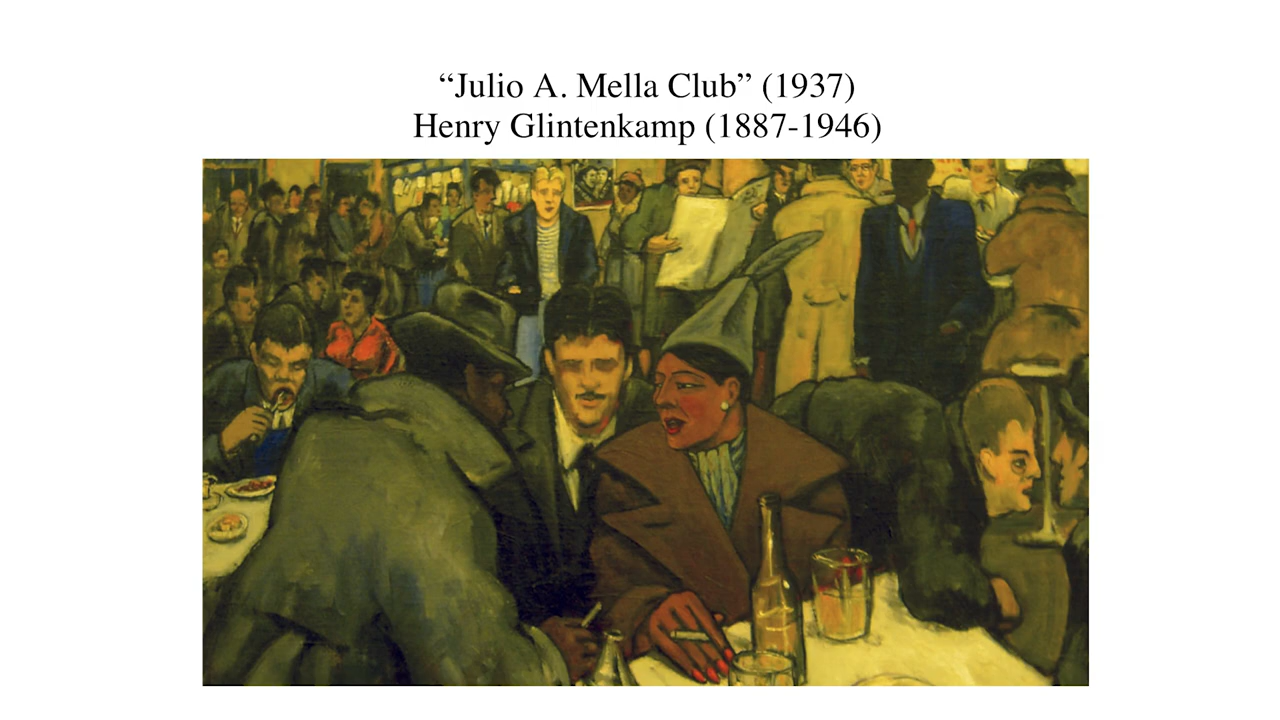 “Julio A. Mella Club” (1937)
Henry Glintenkamp (1887-1946)